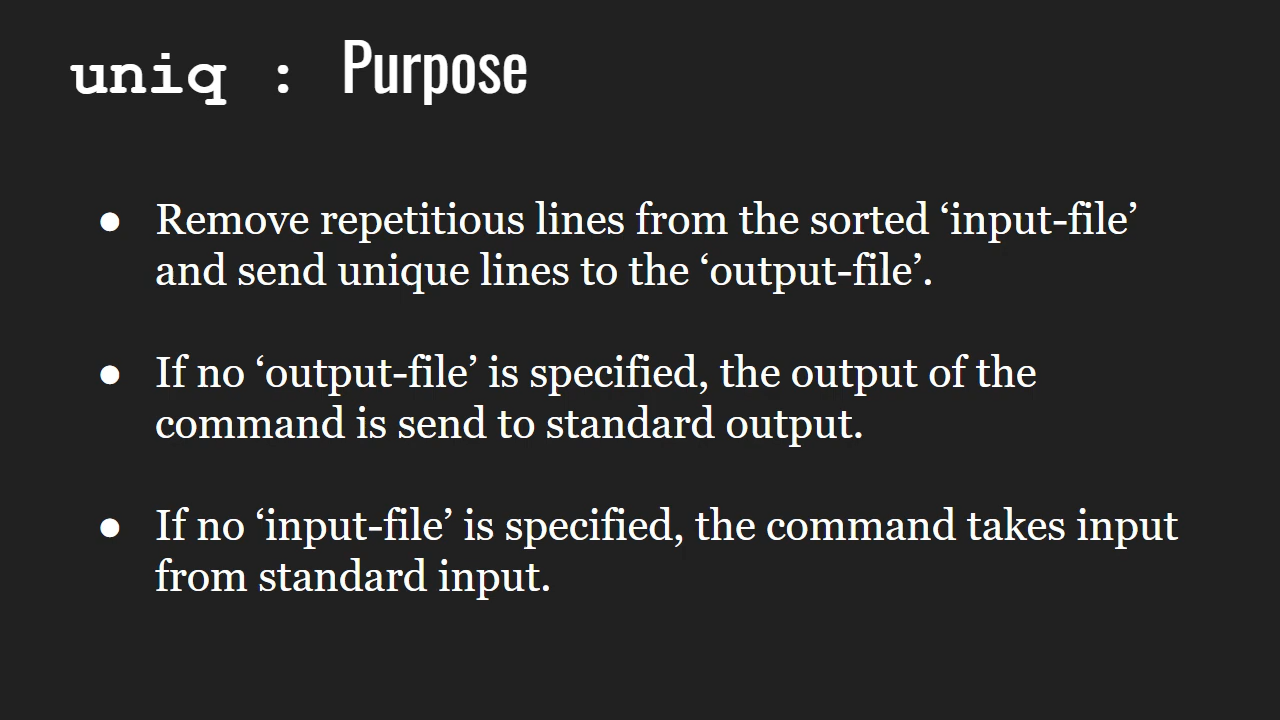 uniq : Purpose
● Remove repetitious lines from the sorted ‘input-file’
and send unique lines to the ‘output-file’.
● If no ‘output-file’ is specified, the output of the
command is send to standard output.
● If no ‘input-file’ is specified, the command takes input
from standard input.